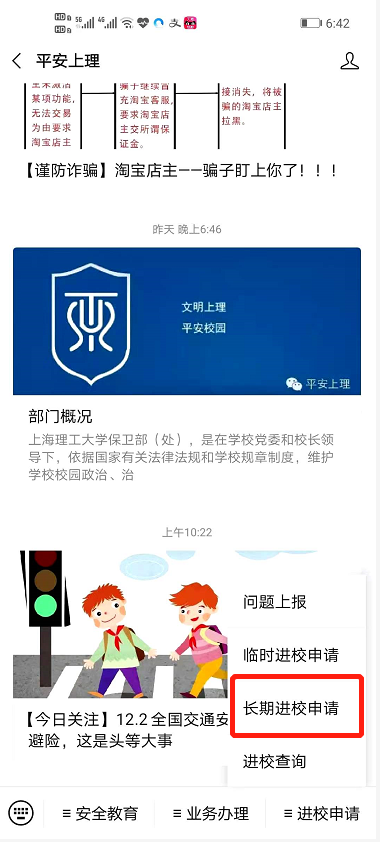 HD 5G 4G 6:42
HD
平安上理
某项功能,
无法交易
为由要求
淘宝店主
骗子继续冒
充淘宝客服,
要求淘宝店
主交所谓保
证金。
接消失，将被
骗的淘宝店主
拉黑。
【谨防诈骗】淘宝店主——骗子盯上你了！！！
昨天 晚上6:46
文明上理
平安校园
平安上理
部门概况
上海理工大学保卫部（处），是在学校党委和校长领
导下，依据国家有关法律法规和学校规章制度，维护
学校校园政治、治
上午10:22
【今日关注】12.2 全国交通安
避险，这是头等大事
问题上报
临时进校申请
长期进校申请
进校查询
≡ 安全教育
≡ 业务办理
≡ 进校申请